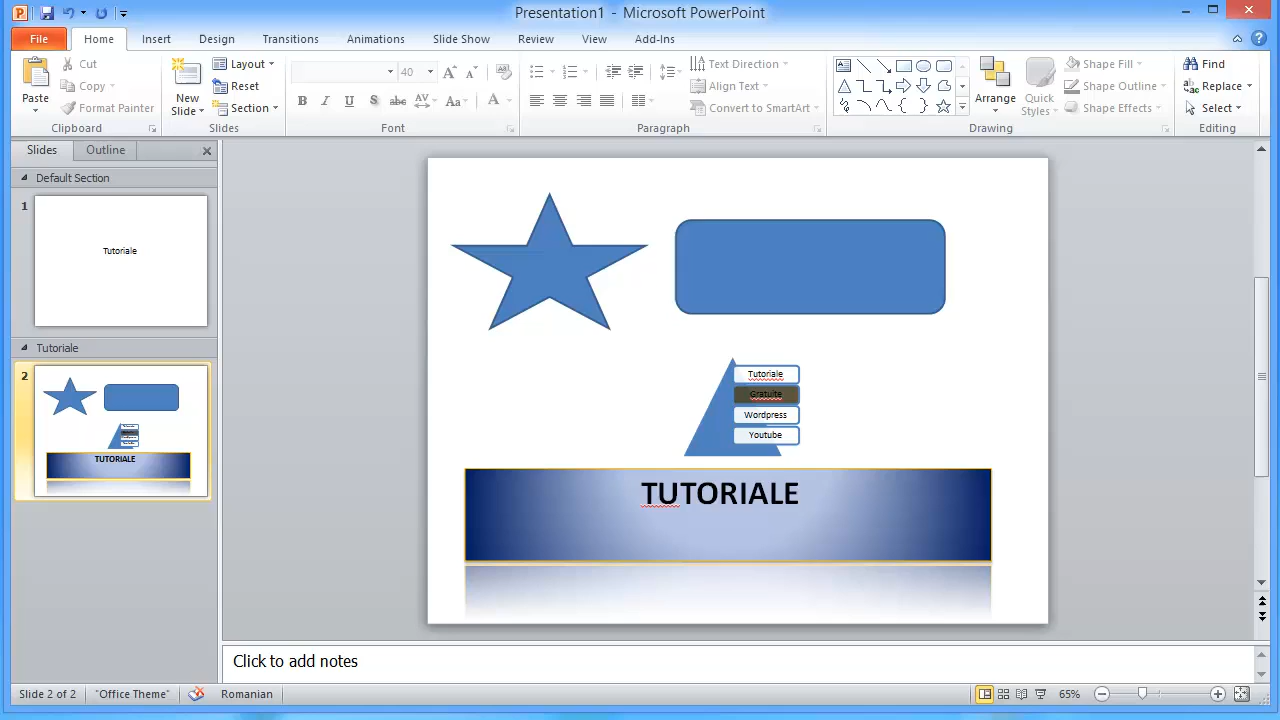 Presentation1 - Microsoft PowerPoint
File Home Insert Design Transitions Animations Slide Show Review View Add-Ins
Paste
Cut
Copy
Format Painter
Clipboard
New Slide
Layout
Reset
Section
Slides
40
B I U S abc AV Aa A
Font
Text Direction
Align Text
Convert to SmartArt
Paragraph
Arrange
Quick Styles
Shape Fill
Shape Outline
Shape Effects
Drawing
Find
Replace
Select
Editing
Slides Outline
Default Section
1
Tutoriale
Tutoriale
2
TUTORIALE
Tutoriale
Gratuite
Wordpress
Youtube
TUTORIALE
Click to add notes
Slide 2 of 2 "Office Theme" Romanian 65%